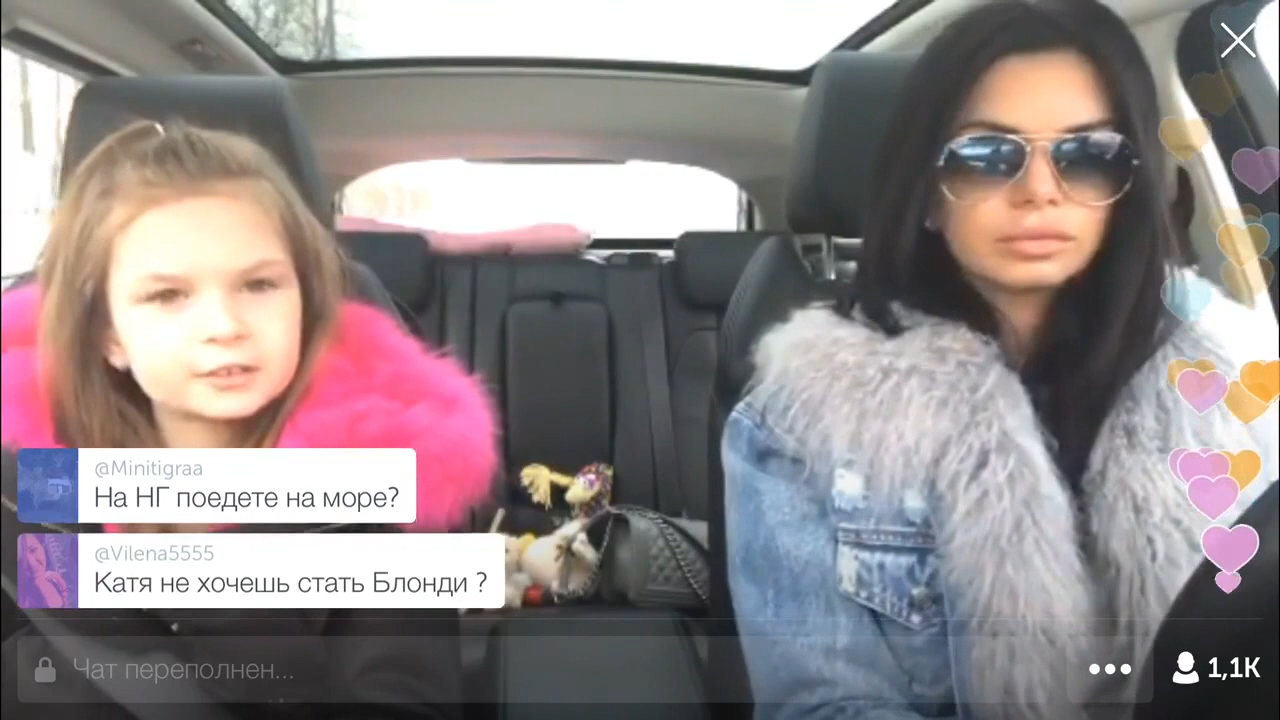 @Minitigraa
На НГ поедете на море?
@Vilena5555
Катя не хочешь стать Блонди ?
Чат переполнен...
1,1K